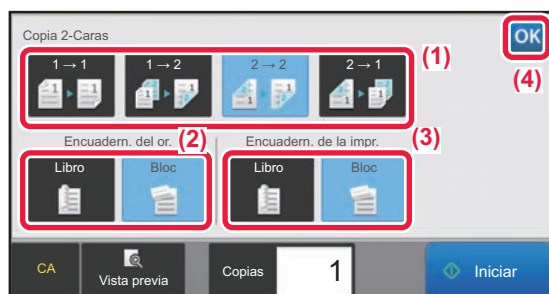 Copia 2-Caras
OK
1 → 1
1 → 2
2 → 2
2 → 1
(1)
(4)
Encuadern. del or.
(2)
Encuadern. de la impr.
(3)
Libro
Bloc
Libro
Bloc
CA
Vista previa
Copias
1
Iniciar